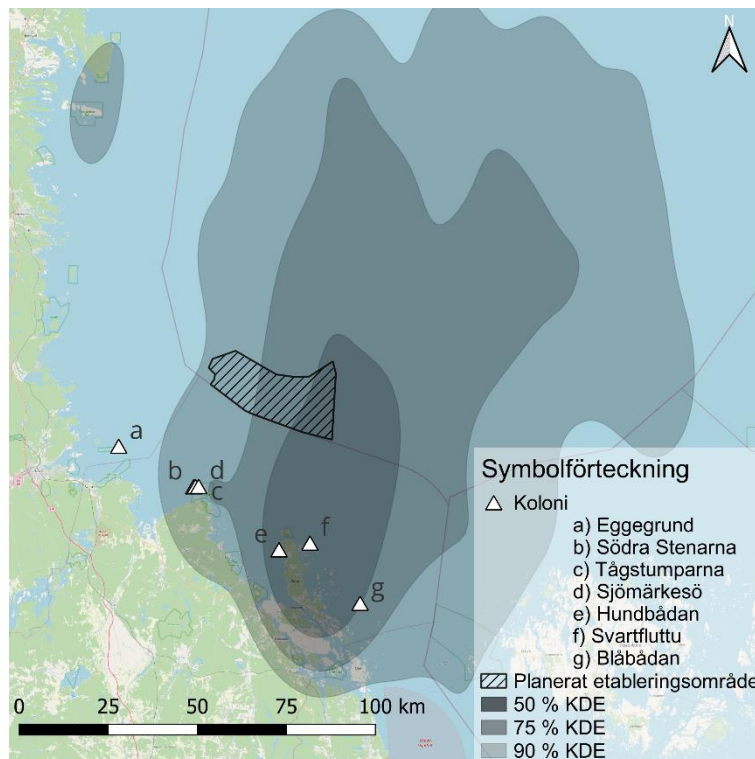 N
a
b
d
c
e
f
g
Symbolförteckning
Koloni
a) Eggegrund
b) Södra Stenarna
c) Tågstumparna
d) Sjömärkesö
e) Hundbådan
f) Svartfluttu
g) Blåbådan
Planerat etableringsområde
50 % KDE
75 % KDE
90 % KDE
0 25 50 75 100 km